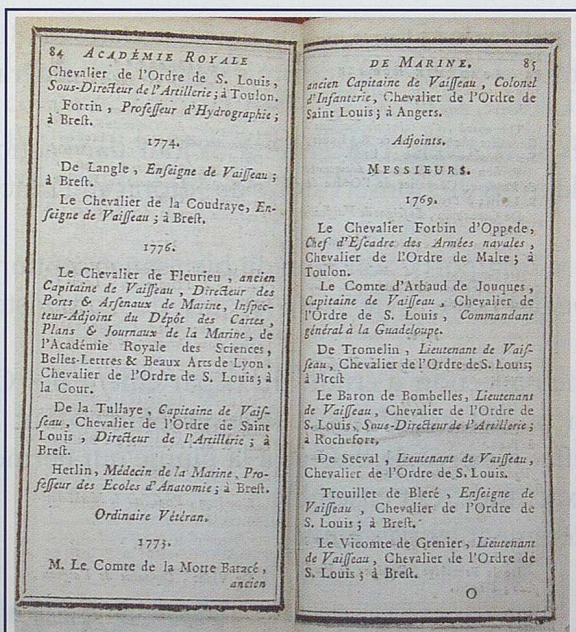 84 ACADÉMIE ROYALE
Chevalier de l'Ordre de S. Louis,
Sous-Directeur de l'Artillerie; à Toulon.
Fortin, Professeur d'Hydrographie;
à Brest.
1774.
De Langle, Enseigne de Vaisseau;
à Brest.
Le Chevalier de la Coudraye, En-
seigne de Vaisseau; à Brest.
1776.
Le Chevalier de Fleurieu, ancien
Capitaine de Vaisseau, Directeur des
Ports & Arsenaux de Marine, Inspec-
teur-Adjoint du Dépôt des Cartes,
Plans & Journaux de la Marine, de
l'Académie Royale des Sciences,
Belles-Lettres & Beaux Arts de Lyon.
Chevalier de l'Ordre de S. Louis; à
la Cour.
De la Tullaye, Capitaine de Vais-
seau, Chevalier de l'Ordre de Saint
Louis, Directeur de l'Artillerie; à
Brest.
Herlin, Médecin de la Marine, Pro-
fesseur des Ecoles d'Anatomie; à Brest.
Ordinaire Vétéran.
1773.
M. Le Comte de la Motte Baracé,
ancien
DE MARINE. 85
ancien Capitaine de Vaisseau, Colonel
d'Infanterie, Chevalier de l'Ordre de
Saint Louis; à Angers.
Adjoints.
MESSIEURS.
1769.
Le Chevalier Forbin d'Oppede,
Chef d'Escadre des Armées navales,
Chevalier de l'Ordre de Malte; à
Toulon.
Le Comte d'Arbaud de Jouques,
Capitaine de Vaisseau, Chevalier de
l'Ordre de S. Louis, Commandant
général à la Guadeloupe.
De Tromelin, Lieutenant de Vais-
seau, Chevalier de l'Ordre de S. Louis;
à Brest
Le Baron de Bombelles, Lieutenant
de Vaisseau, Chevalier de l'Ordre de
S. Louis, Sous-Directeur de l'Artillerie;
à Rochefort.
De Secval, Lieutenant de Vaisseau,
Chevalier de l'Ordre de S. Louis.
Trouillet de Bleré, Enseigne de
Vaisseau, Chevalier de l'Ordre de
S. Louis; à Brest.
Le Vicomte de Grenier, Lieutenant
de Vaisseau, Chevalier de l'Ordre de
S. Louis; à Brest.
O